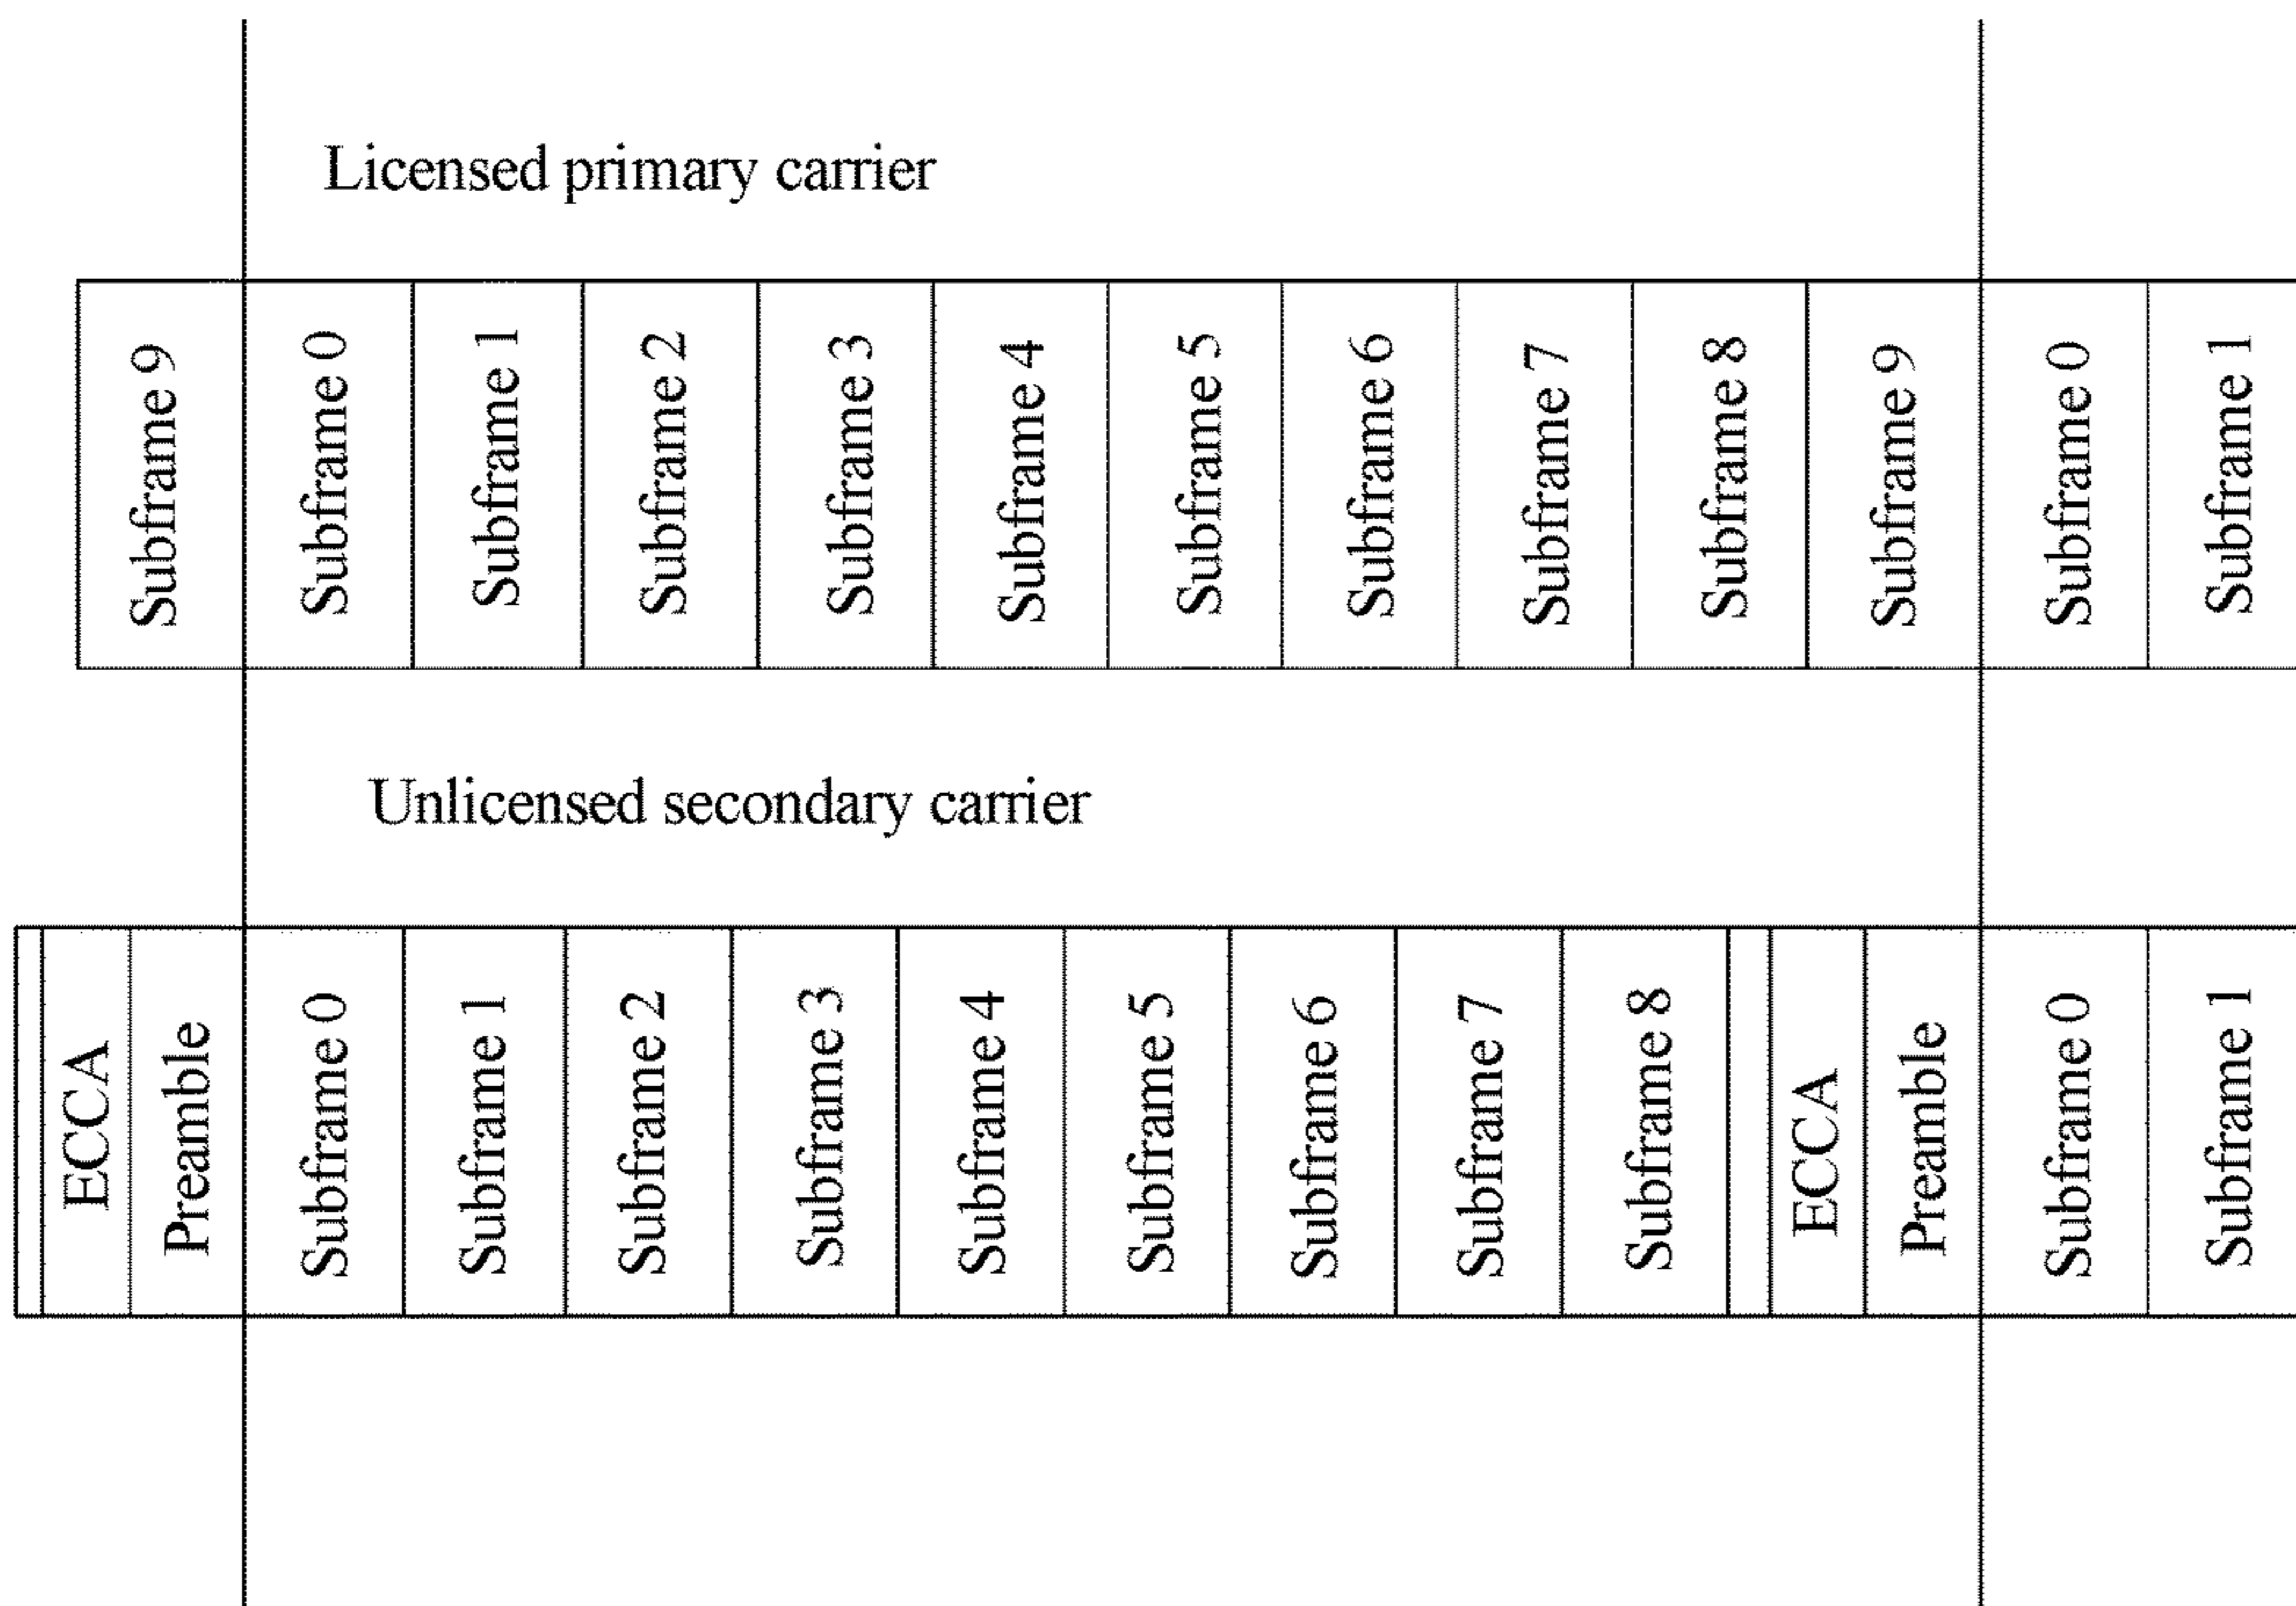 Licensed primary carrier
Subframe 9
Subframe 0
Subframe 1
Subframe 2
Subframe 3
Subframe 4
Subframe 5
Subframe 6
Subframe 7
Subframe 8
Subframe 9
Subframe 0
Subframe 1
Unlicensed secondary carrier
ECCA
Preamble
Subframe 0
Subframe 1
Subframe 2
Subframe 3
Subframe 4
Subframe 5
Subframe 6
Subframe 7
Subframe 8
ECCA
Preamble
Subframe 0
Subframe 1